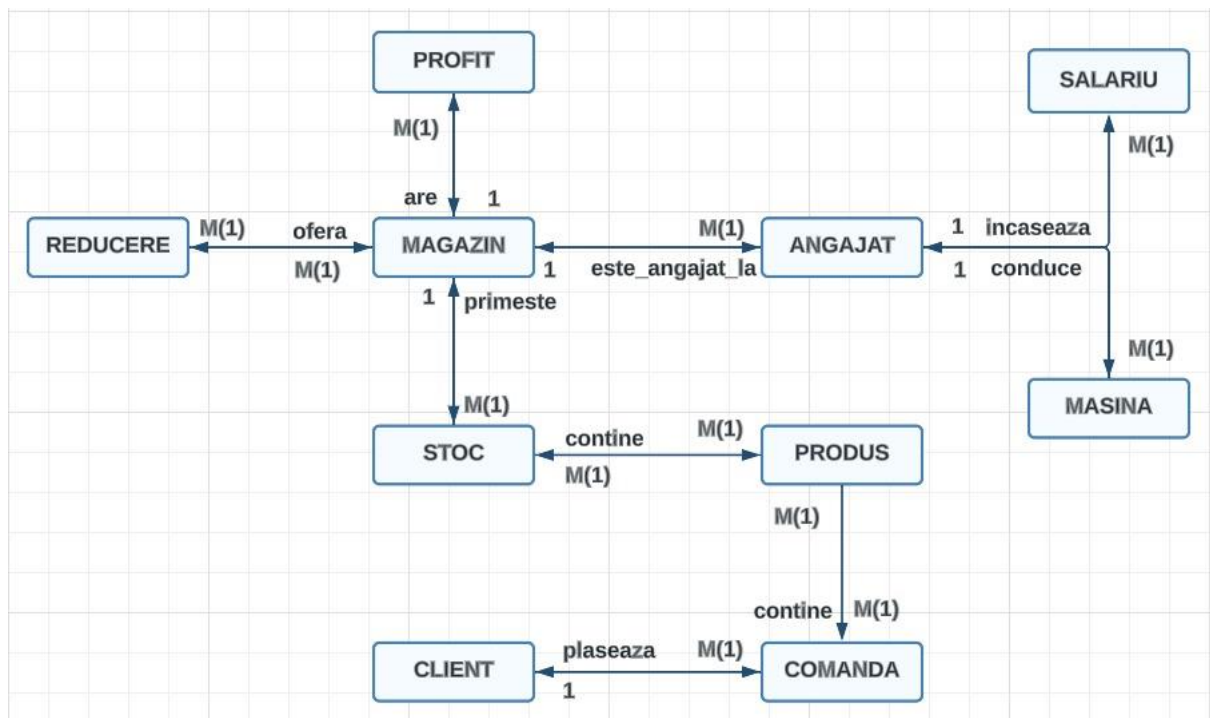 PROFIT
SALARIU
M(1)
M(1)
are 1
REDUCERE
M(1) ofera
M(1)
MAGAZIN
M(1)
1 este_angajat_la
ANGAJAT
1 incaseaza
1 conduce
1 primeste
M(1)
M(1)
MASINA
STOC
contine M(1)
M(1)
PRODUS
M(1)
contine M(1)
CLIENT
plaseaza M(1)
1
COMANDA